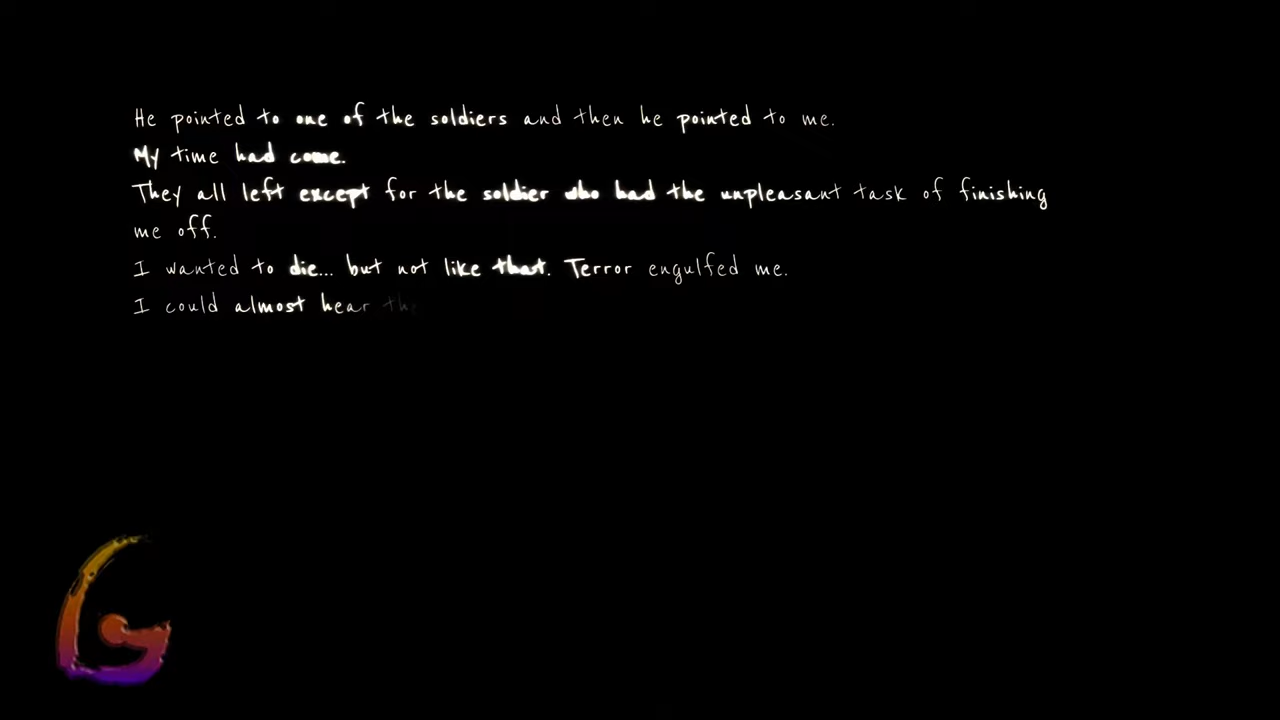 He pointed to one of the soldiers and then he pointed to me.
My time had come.
They all left except for the soldier who had the unpleasant task of finishing
me off.
I wanted to die... but not like that. Terror engulfed me.
I could almost hear